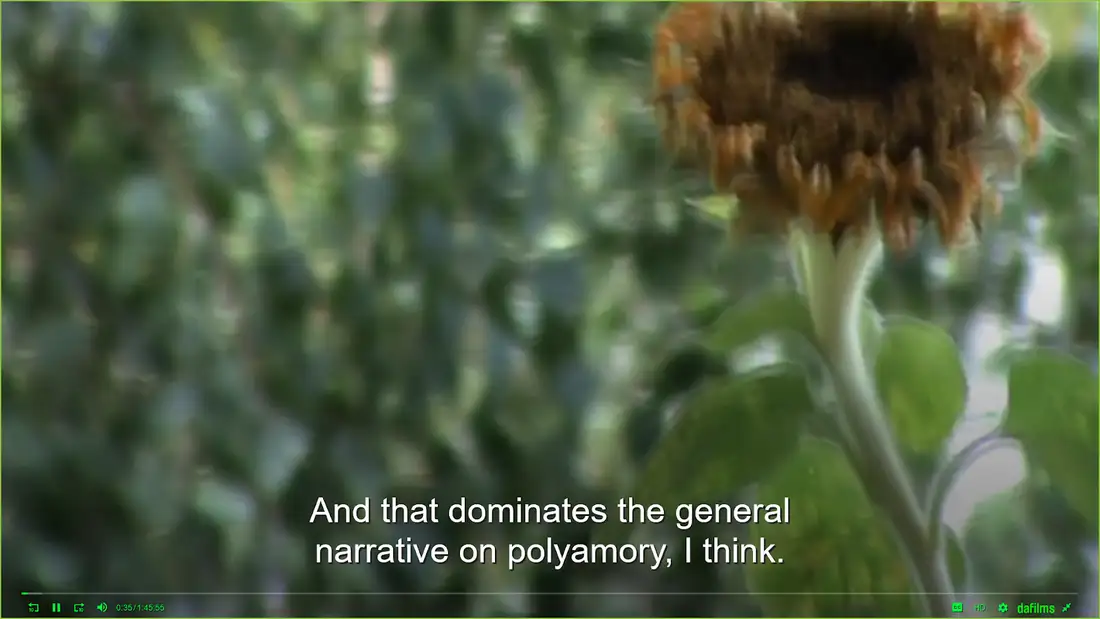 And that dominates the general
narrative on polyamory, I think.
0:35/1:45:55
HD
dafilms